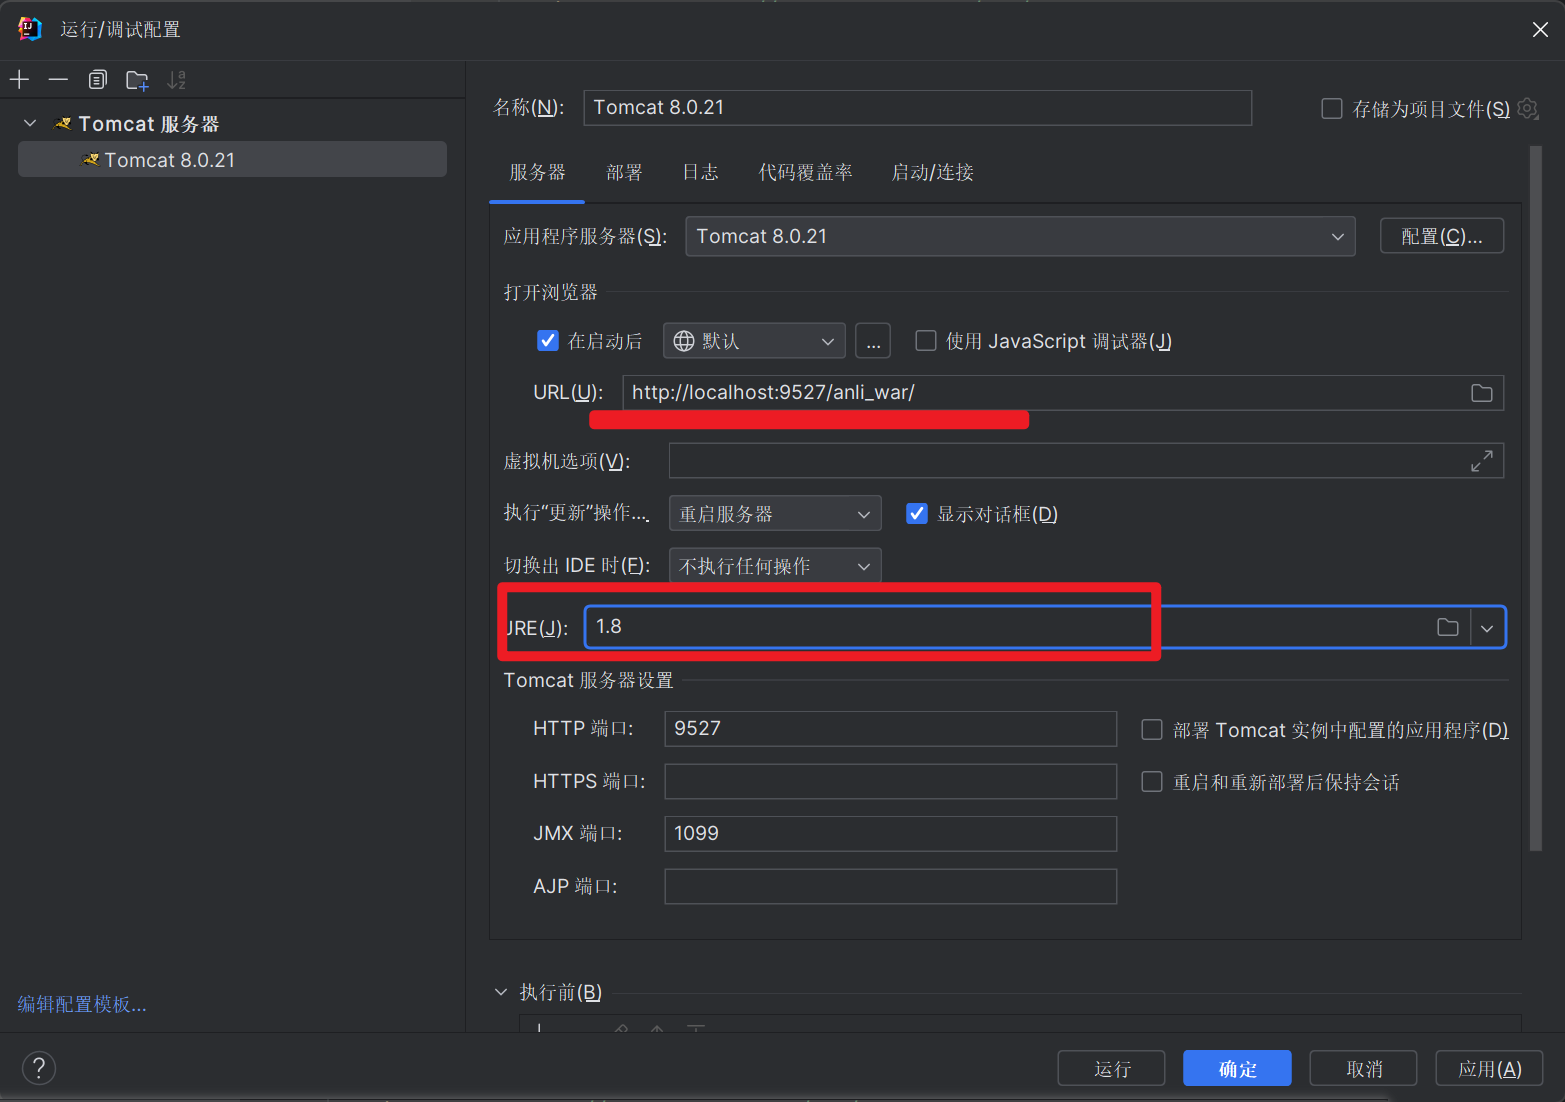 运行/调试配置
Tomcat 服务器
Tomcat 8.0.21
名称(N):
Tomcat 8.0.21
存储为项目文件(S)
服务器 部署 日志 代码覆盖率 启动/连接
应用程序服务器(S): Tomcat 8.0.21 配置(C)...
打开浏览器
在启动后 默认 ... 使用 JavaScript 调试器(J)
URL(U): http://localhost:9527/anli_war/
虚拟机选项(V):
执行“更新”操作... 重启服务器 显示对话框(D)
切换出 IDE 时(F): 不执行任何操作
JRE(J): 1.8
Tomcat 服务器设置
HTTP 端口: 9527 部署 Tomcat 实例中配置的应用程序(D)
HTTPS 端口: 重启和重新部署后保持会话
JMX 端口: 1099
AJP 端口:
执行前(B)
编辑配置模板...
? 运行 确定 取消 应用(A)